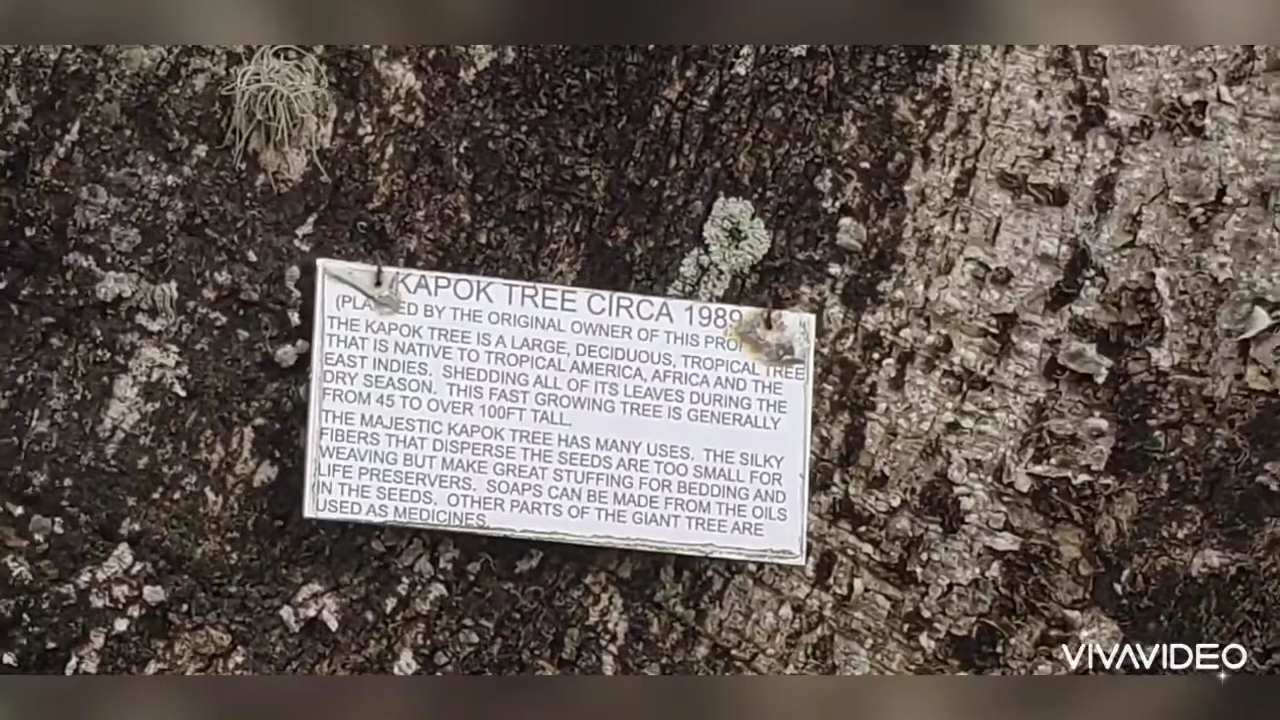 KAPOK TREE CIRCA 1989
BY THE ORIGINAL OWNER OF THIS
THE KAPOK TREE IS A LARGE, DECIDUOUS, TROPICAL TREE
THAT IS NATIVE TO TROPICAL AMERICA, AFRICA AND THE
EAST INDIES. SHEDDING ALL OF ITS LEAVES DURING THE
DRY SEASON. THIS FAST GROWING TREE IS GENERALLY
FROM 45 TO OVER 100FT TALL.
THE MAJESTIC KAPOK TREE HAS MANY USES. THE SILKY
FIBERS THAT DISPERSE THE SEEDS ARE TOO SMALL FOR
WEAVING BUT MAKE GREAT STUFFING FOR BEDDING AND
LIFE PRESERVERS. SOAPS CAN BE MADE FROM THE OILS
IN THE SEEDS. OTHER PARTS OF THE GIANT TREE ARE
USED AS MEDICINES.
VIVAVIDEO